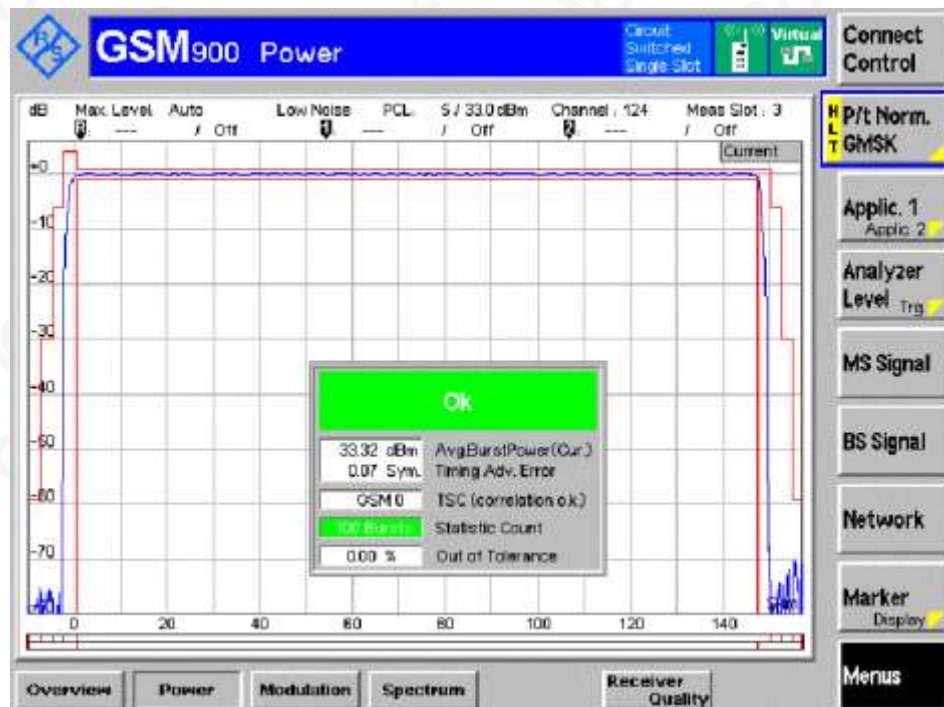 GSM900 Power
Circuit
Switched
Single Slot
Virtual
Connect
Control
dB Max. Level Auto Low Noise PCL 5 / 33.0 dBm Channel : 124 Meas Slot : 3
--- / Off --- / Off --- / Off
Current
HLT
P/t Norm.
GMSK
Applic. 1
Applic. 2
Analyzer
Level Trg
MS Signal
BS Signal
Network
Marker
Display
Menus
+0
-10
-20
-30
-40
-50
-60
-70
Ok
33.32 dBm Avg.BurstPower(Cur.)
0.07 Sym. Timing Adv. Error
GSM 0 TSC (correlation o.k.)
100 Bursts Statistic Count
0.00 % Out of Tolerance
0 20 40 60 80 100 120 140
Overview Power Modulation Spectrum Receiver
Quality